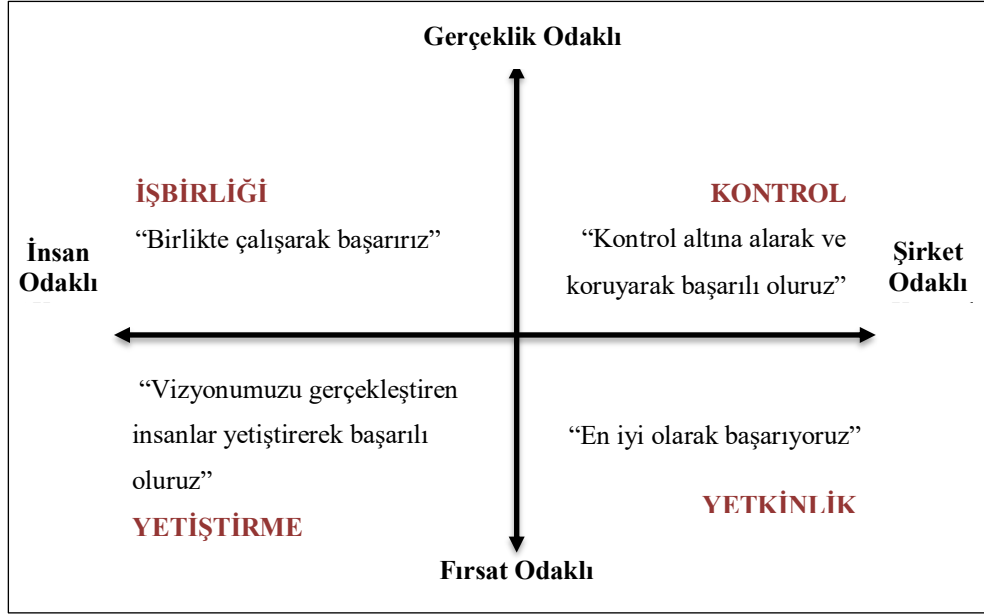 Gerçeklik Odaklı
İŞBİRLİĞİ
“Birlikte çalışarak başarırız”
KONTROL
“Kontrol altına alarak ve
koruyarak başarılı oluruz”
İnsan
Odaklı
Şirket
Odaklı
“Vizyonumuzu gerçekleştiren
insanlar yetiştirerek başarılı
oluruz”
YETİŞTİRME
“En iyi olarak başarıyoruz”
YETKİNLİK
Fırsat Odaklı